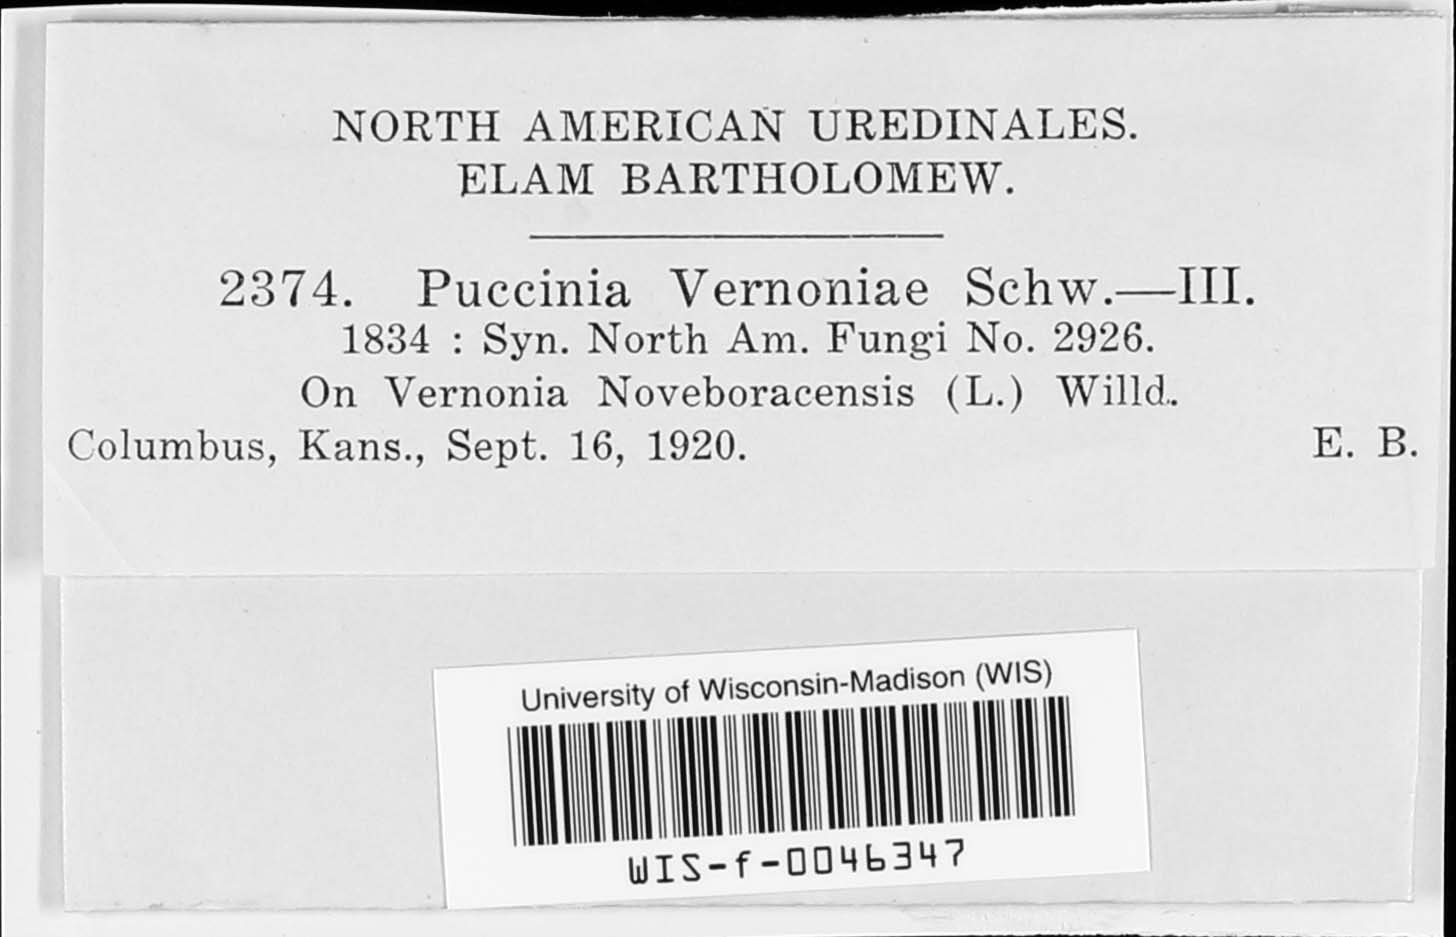 NORTH AMERICAN UREDINALES.
ELAM BARTHOLOMEW.
2374. Puccinia Vernoniae Schw.—III.
1834 : Syn. North Am. Fungi No. 2926.
On Vernonia Noveboracensis (L.) Willd.
Columbus, Kans., Sept. 16, 1920. E. B.
University of Wisconsin-Madison (WIS)
WIS-f-0046347